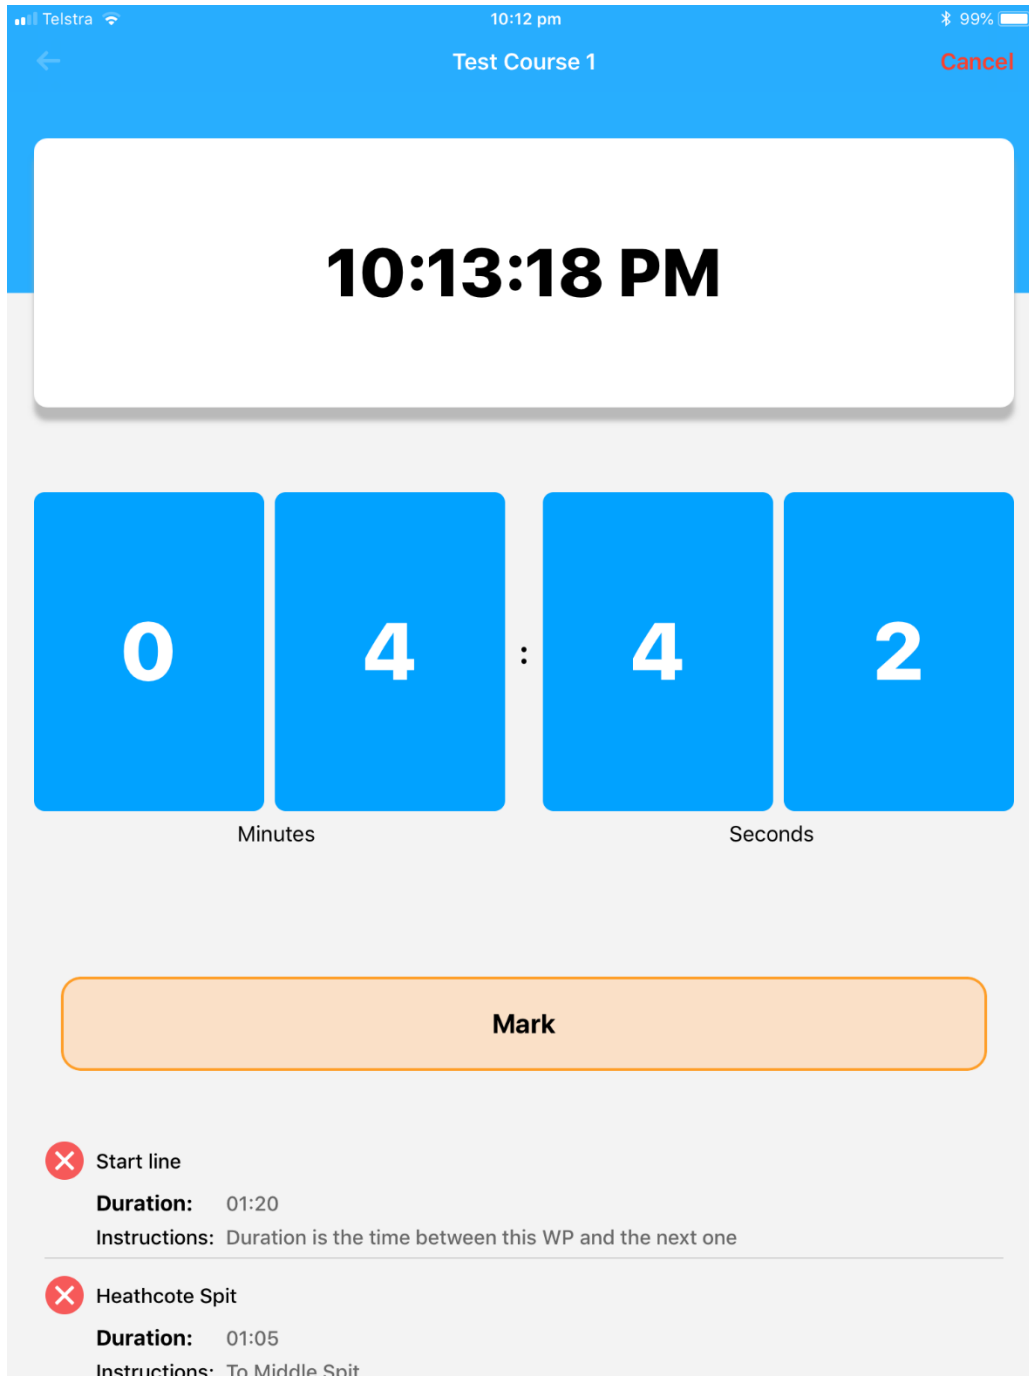 Telstra 10:12 pm 99%
Test Course 1 Cancel
10:13:18 PM
0 4 : 4 2
Minutes Seconds
Mark
Start line
Duration: 01:20
Instructions: Duration is the time between this WP and the next one
Heathcote Spit
Duration: 01:05
Instructions: To Middle Spit